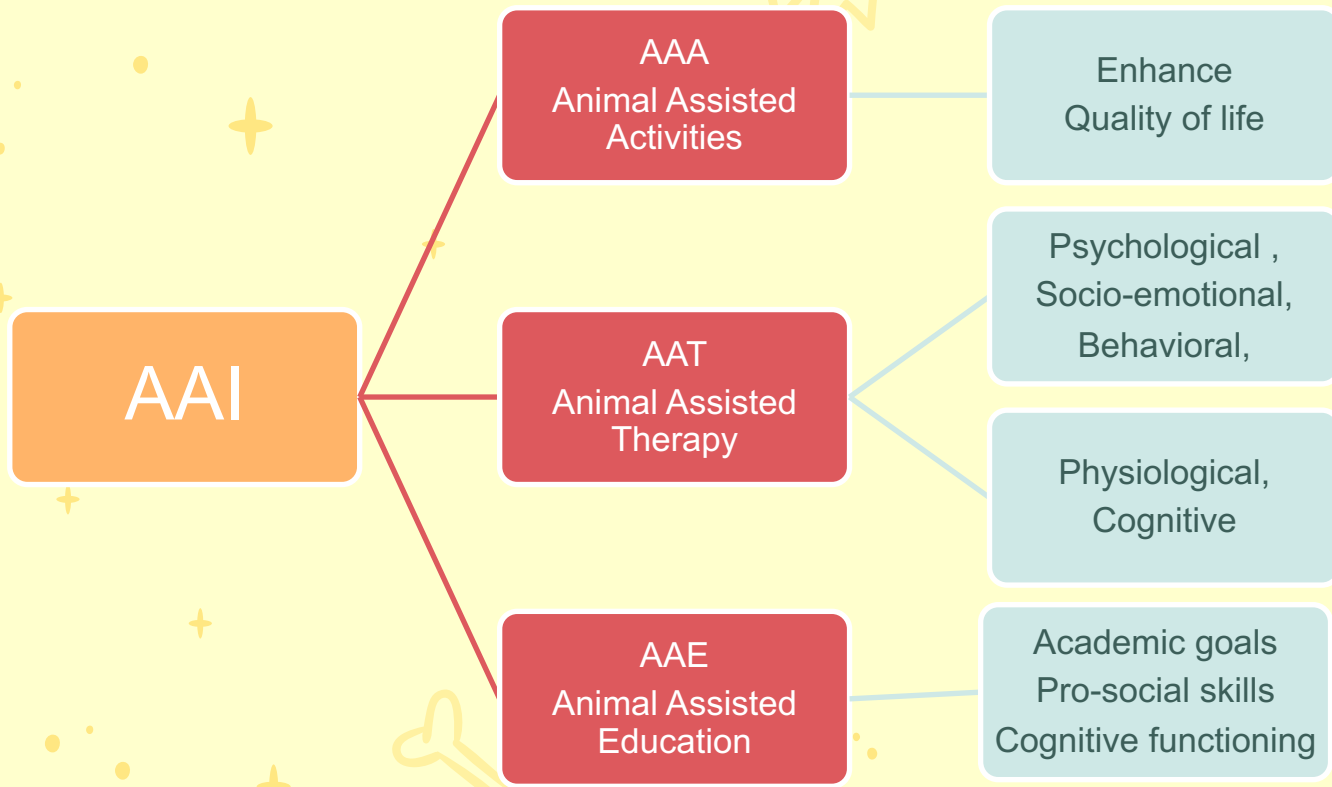 AAI
AAA
Animal Assisted
Activities
Enhance
Quality of life
AAT
Animal Assisted
Therapy
Psychological ,
Socio-emotional,
Behavioral,
Physiological,
Cognitive
AAE
Animal Assisted
Education
Academic goals
Pro-social skills
Cognitive functioning